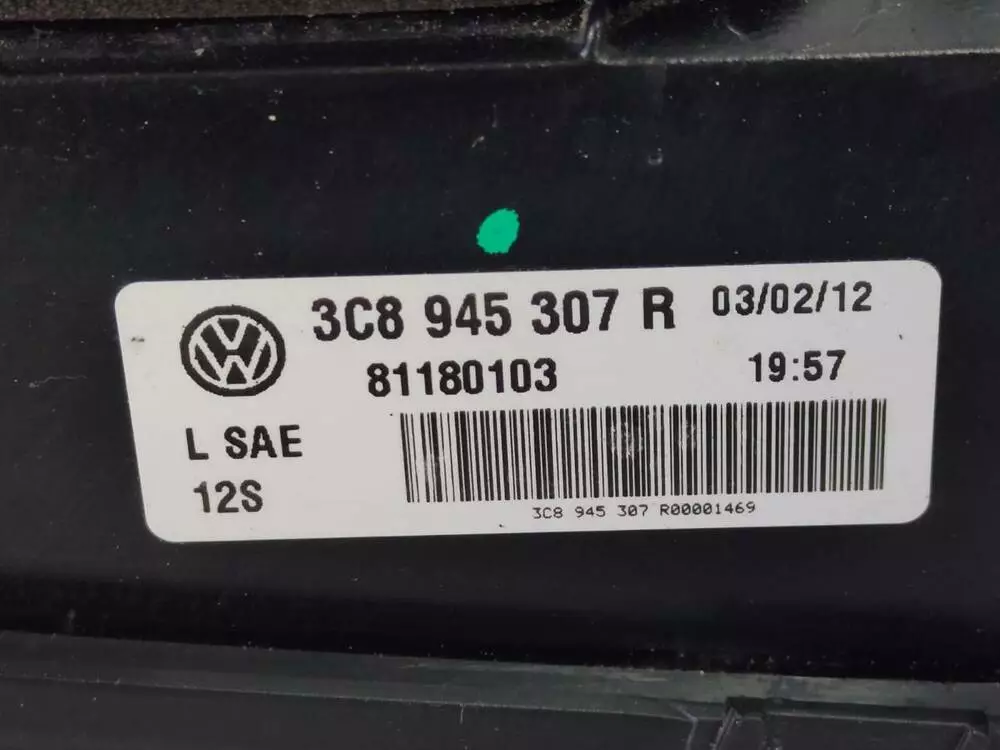 3C8 945 307 R 03/02/12
81180103 19:57
L SAE
12S
3C8 945 307 R00001469